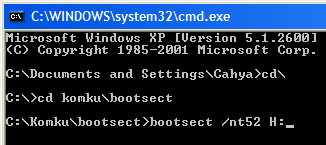 C:\WINDOWS\system32\cmd.exe
Microsoft Windows XP [Version 5.1.2600]
(C) Copyright 1985-2001 Microsoft Corp.
C:\Documents and Settings\Cahya>cd\
C:\>cd komku\bootsect
C:\Komku\bootsect>bootsect /nt52 H:_